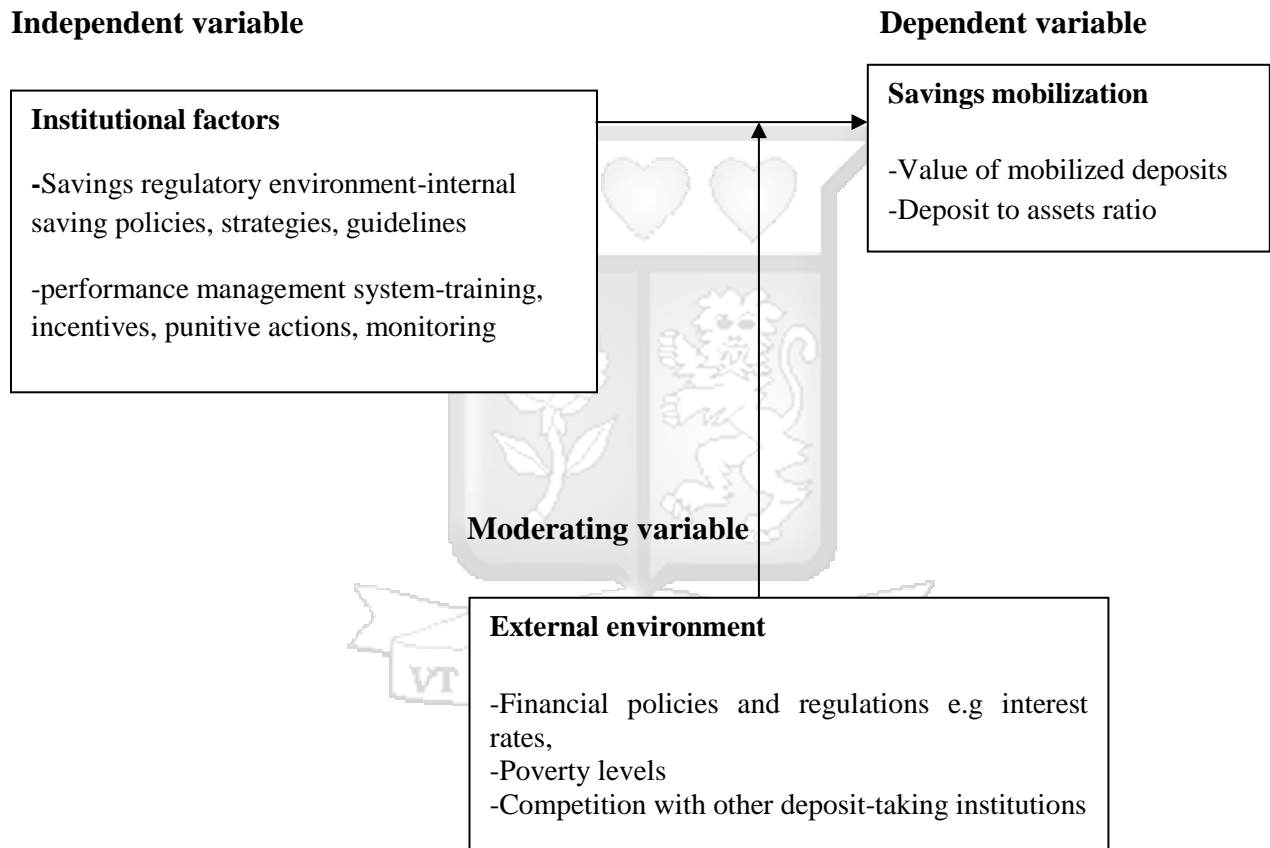 Independent variable
Dependent variable
Institutional factors
-Savings regulatory environment-internal
saving policies, strategies, guidelines
-performance management system-training,
incentives, punitive actions, monitoring
Savings mobilization
-Value of mobilized deposits
-Deposit to assets ratio
Moderating variable
External environment
-Financial policies and regulations e.g interest
rates,
-Poverty levels
-Competition with other deposit-taking institutions
VT